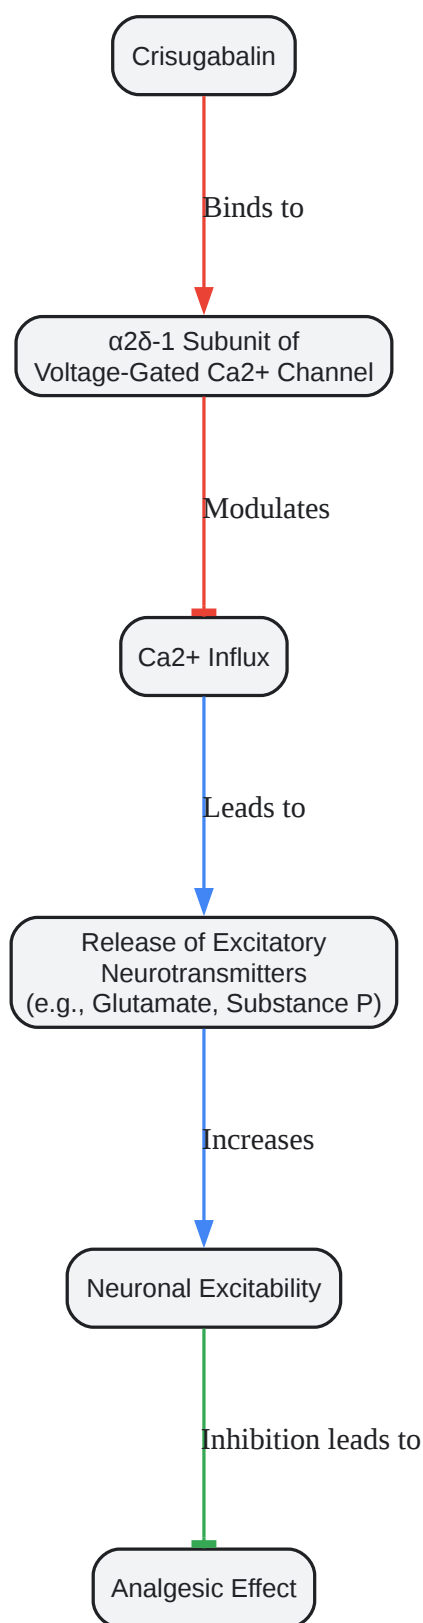 Crisugabalin
Binds to
α2δ-1 Subunit of
Voltage-Gated Ca2+ Channel
Modulates
Ca2+ Influx
Leads to
Release of Excitatory
Neurotransmitters
(e.g., Glutamate, Substance P)
Increases
Neuronal Excitability
Inhibition leads to
Analgesic Effect